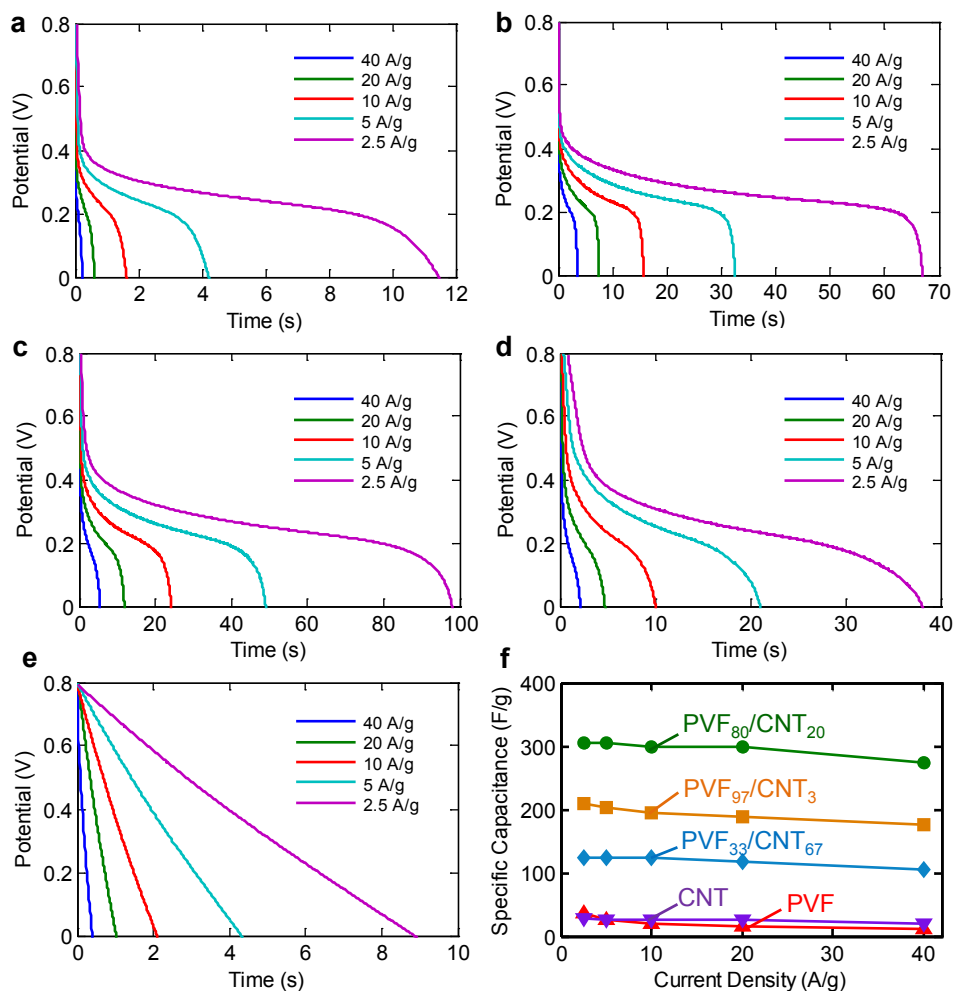 a
0.8
0.6
0.4
0.2
0
Potential (V)
40 A/g
20 A/g
10 A/g
5 A/g
2.5 A/g
0 2 4 6 8 10 12
Time (s)
b
0.8
0.6
0.4
0.2
0
Potential (V)
40 A/g
20 A/g
10 A/g
5 A/g
2.5 A/g
0 10 20 30 40 50 60 70
Time (s)
c
0.8
0.6
0.4
0.2
0
Potential (V)
40 A/g
20 A/g
10 A/g
5 A/g
2.5 A/g
0 20 40 60 80 100
Time (s)
d
0.8
0.6
0.4
0.2
0
Potential (V)
40 A/g
20 A/g
10 A/g
5 A/g
2.5 A/g
0 10 20 30 40
Time (s)
e
0.8
0.6
0.4
0.2
0
Potential (V)
40 A/g
20 A/g
10 A/g
5 A/g
2.5 A/g
0 2 4 6 8 10
Time (s)
f
400
300
200
100
0
Specific Capacitance (F/g)
PVF₈₀/CNT₂₀
PVF₉₇/CNT₃
PVF₃₃/CNT₆₇
CNT
PVF
0 10 20 30 40
Current Density (A/g)